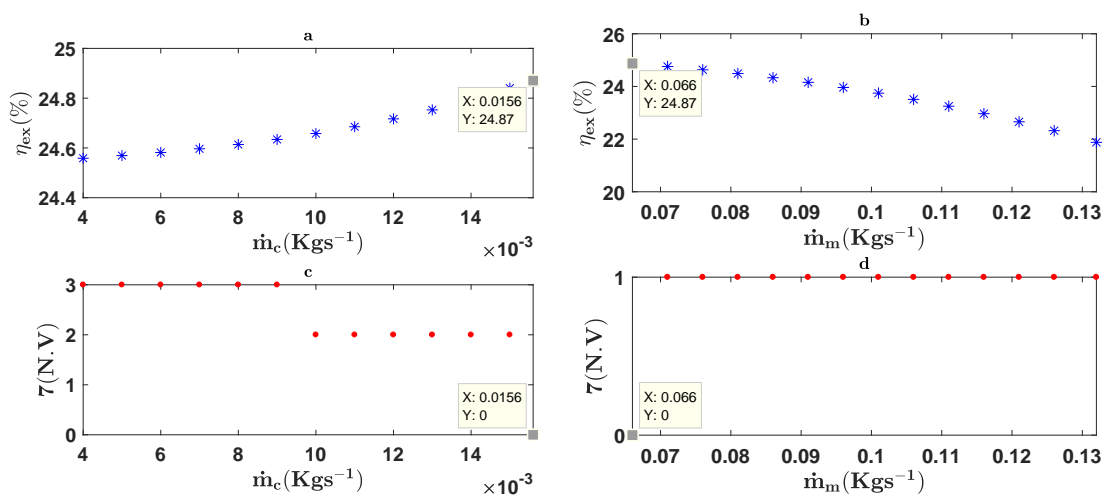 a
25
24.8
24.6
24.4
η_ex(%)
X: 0.0156
Y: 24.87
4 6 8 10 12 14
ṁ_c(Kgs⁻¹)
×10⁻³
b
26
24
22
20
η_ex(%)
X: 0.066
Y: 24.87
0.07 0.08 0.09 0.1 0.11 0.12 0.13
ṁ_m(Kgs⁻¹)
c
3
2
1
0
7(N.V)
X: 0.0156
Y: 0
4 6 8 10 12 14
ṁ_c(Kgs⁻¹)
×10⁻³
d
1
0
7(N.V)
X: 0.066
Y: 0
0.07 0.08 0.09 0.1 0.11 0.12 0.13
ṁ_m(Kgs⁻¹)